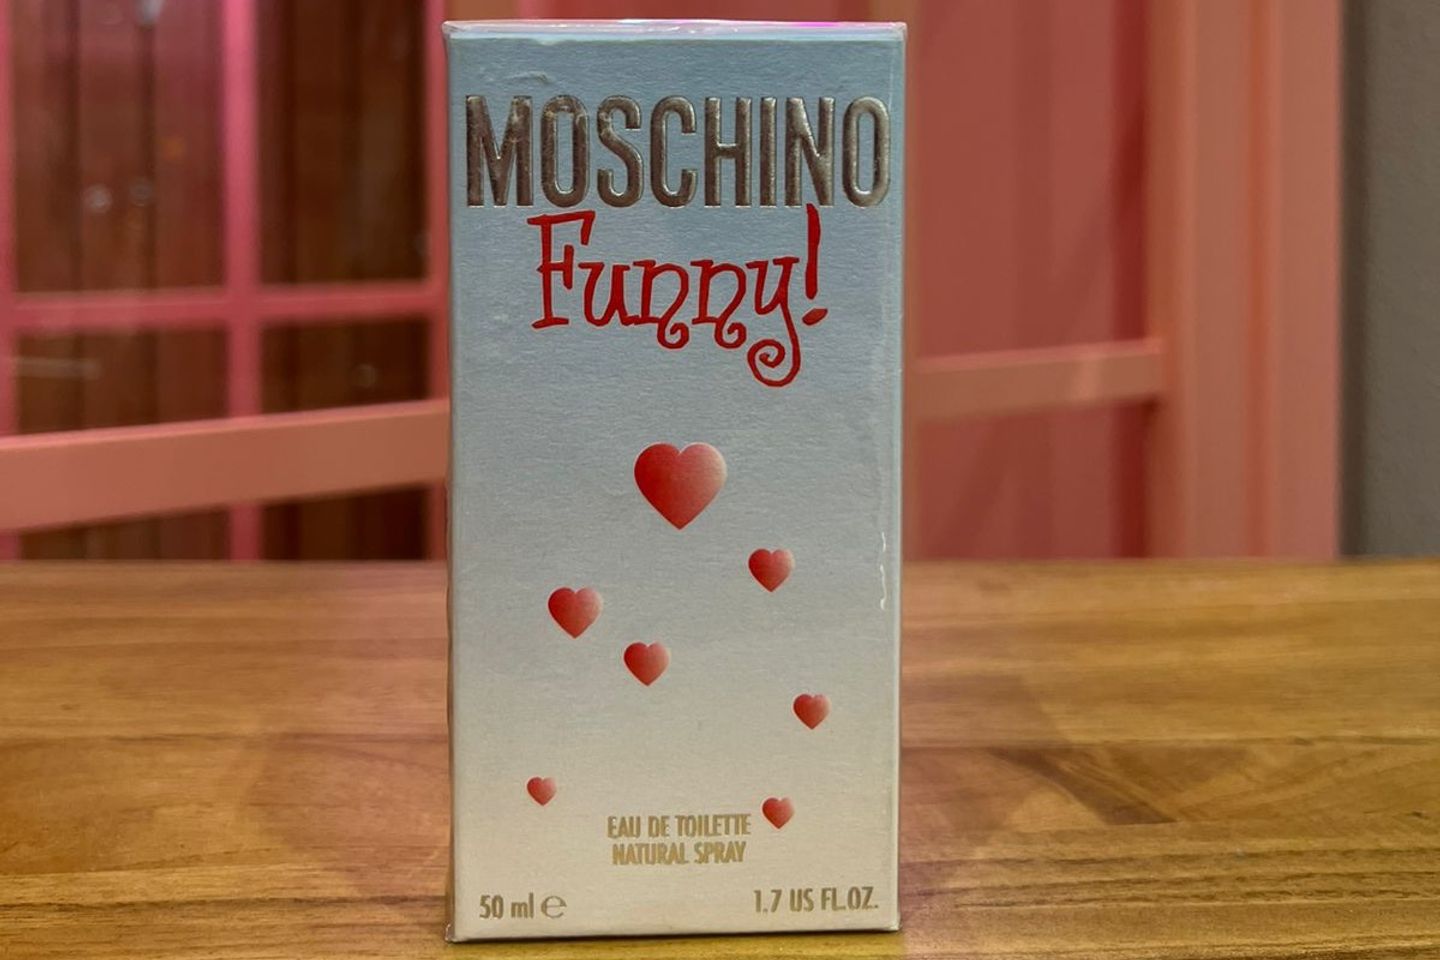 MOSCHINO
Funny!
EAU DE TOILETTE
NATURAL SPRAY
50 ml ℮ 1.7 US FL.OZ.